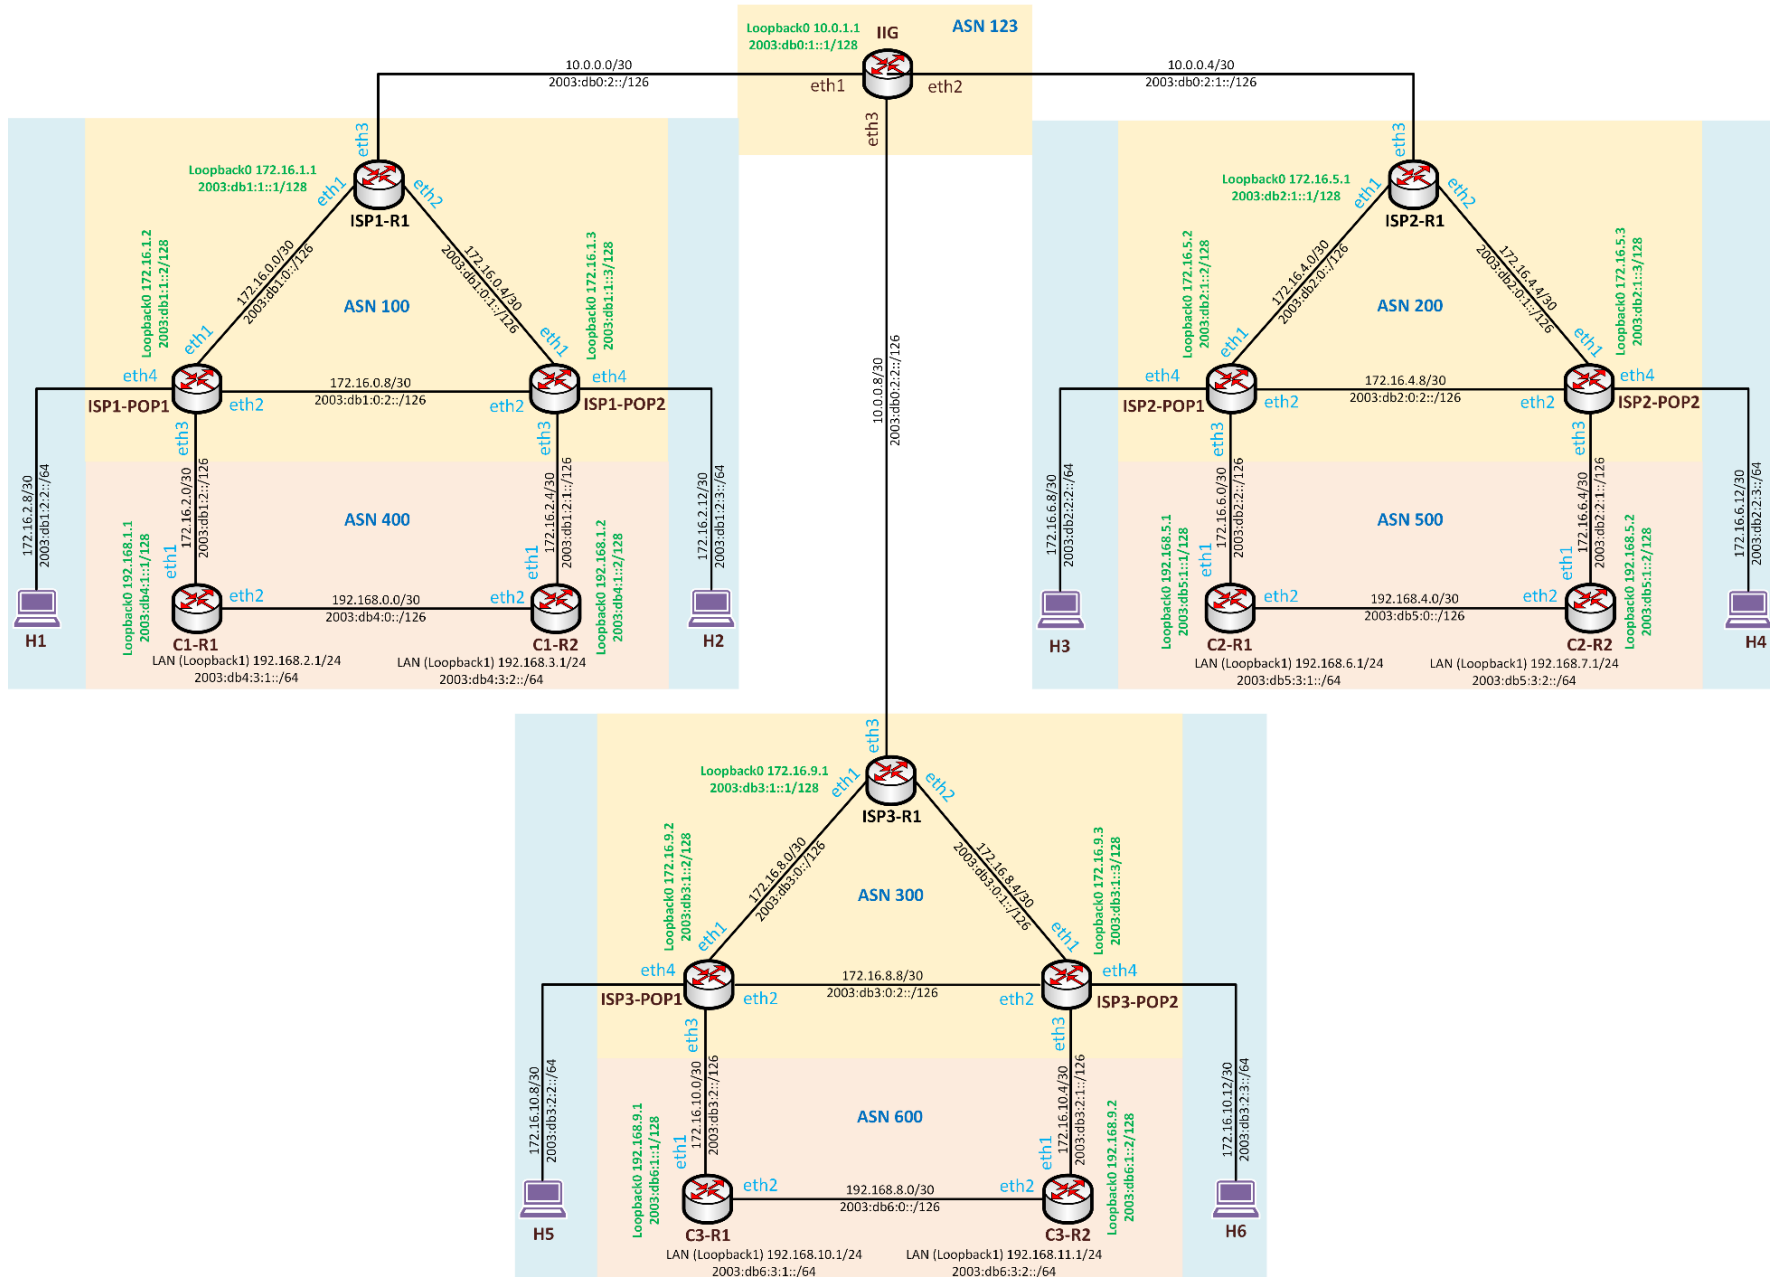 Loopback0 10.0.1.1
2003:db0:1::1/128
IIG
ASN 123
10.0.0.0/30
2003:db0:2::/126
eth1
eth2
10.0.0.4/30
2003:db0:2:1::/126
eth3
10.0.0.8/30
2003:db0:2:2::/126
eth3
Loopback0 172.16.1.1
2003:db1:1::1/128
eth1
eth2
ISP1-R1
Loopback0 172.16.1.2
2003:db1:1::2/128
172.16.0.0/30
2003:db1:0::/126
172.16.0.4/30
2003:db1:0:1::/126
Loopback0 172.16.1.3
2003:db1:1::3/128
ASN 100
eth1
eth1
eth4
172.16.0.8/30
2003:db1:0:2::/126
eth4
ISP1-POP1
eth2
eth2
ISP1-POP2
eth3
eth3
172.16.2.8/30
2003:db1:2:2::/64
172.16.2.0/30
2003:db1:2::/126
ASN 400
172.16.2.4/30
2003:db1:2:1::/126
172.16.2.12/30
2003:db1:2:3::/64
Loopback0 192.168.1.1
2003:db4:1::1/128
eth1
eth1
Loopback0 192.168.1.2
2003:db4:1::2/128
eth2
192.168.0.0/30
2003:db4:0::/126
eth2
H1
C1-R1
C1-R2
H2
LAN (Loopback1) 192.168.2.1/24
2003:db4:3:1::/64
LAN (Loopback1) 192.168.3.1/24
2003:db4:3:2::/64
eth3
Loopback0 172.16.5.1
2003:db2:1::1/128
eth1
eth2
ISP2-R1
Loopback0 172.16.5.2
2003:db2:1::2/128
172.16.4.0/30
2003:db2:0::/126
172.16.4.4/30
2003:db2:0:1::/126
Loopback0 172.16.5.3
2003:db2:1::3/128
ASN 200
eth1
eth1
eth4
172.16.4.8/30
2003:db2:0:2::/126
eth4
ISP2-POP1
eth2
eth2
ISP2-POP2
eth3
eth3
172.16.6.8/30
2003:db2:2:2::/64
172.16.6.0/30
2003:db2:2::/126
ASN 500
172.16.6.4/30
2003:db2:2:1::/126
172.16.6.12/30
2003:db2:2:3::/64
Loopback0 192.168.5.1
2003:db5:1::1/128
eth1
eth1
Loopback0 192.168.5.2
2003:db5:1::2/128
eth2
192.168.4.0/30
2003:db5:0::/126
eth2
H3
C2-R1
C2-R2
H4
LAN (Loopback1) 192.168.6.1/24
2003:db5:3:1::/64
LAN (Loopback1) 192.168.7.1/24
2003:db5:3:2::/64
eth3
Loopback0 172.16.9.1
2003:db3:1::1/128
eth1
eth2
ISP3-R1
Loopback0 172.16.9.2
2003:db3:1::2/128
172.16.8.0/30
2003:db3:0::/126
172.16.8.4/30
2003:db3:0:1::/126
Loopback0 172.16.9.3
2003:db3:1::3/128
ASN 300
eth1
eth1
eth4
172.16.8.8/30
2003:db3:0:2::/126
eth4
ISP3-POP1
eth2
eth2
ISP3-POP2
eth3
eth3
172.16.10.8/30
2003:db3:2:2::/64
172.16.10.0/30
2003:db3:2::/126
ASN 600
172.16.10.4/30
2003:db3:2:1::/126
172.16.10.12/30
2003:db3:2:3::/64
Loopback0 192.168.9.1
2003:db6:1::1/128
eth1
eth1
Loopback0 192.168.9.2
2003:db6:1::2/128
eth2
192.168.8.0/30
2003:db6:0::/126
eth2
H5
C3-R1
C3-R2
H6
LAN (Loopback1) 192.168.10.1/24
2003:db6:3:1::/64
LAN (Loopback1) 192.168.11.1/24
2003:db6:3:2::/64